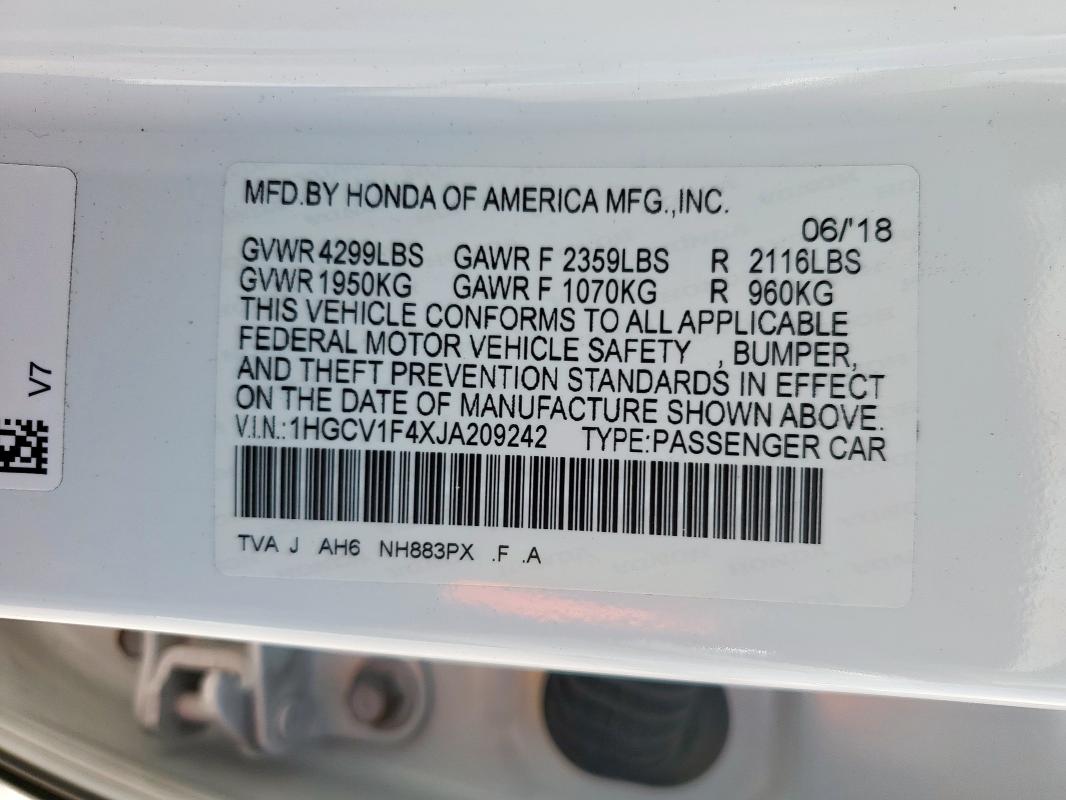 MFD.BY HONDA OF AMERICA MFG.,INC.
06/'18
GVWR 4299LBS GAWR F 2359LBS R 2116LBS
GVWR 1950KG GAWR F 1070KG R 960KG
THIS VEHICLE CONFORMS TO ALL APPLICABLE
FEDERAL MOTOR VEHICLE SAFETY , BUMPER,
AND THEFT PREVENTION STANDARDS IN EFFECT
ON THE DATE OF MANUFACTURE SHOWN ABOVE.
V.I.N.:1HGCV1F4XJA209242 TYPE:PASSENGER CAR
TVA J AH6 NH883PX .F .A
V7